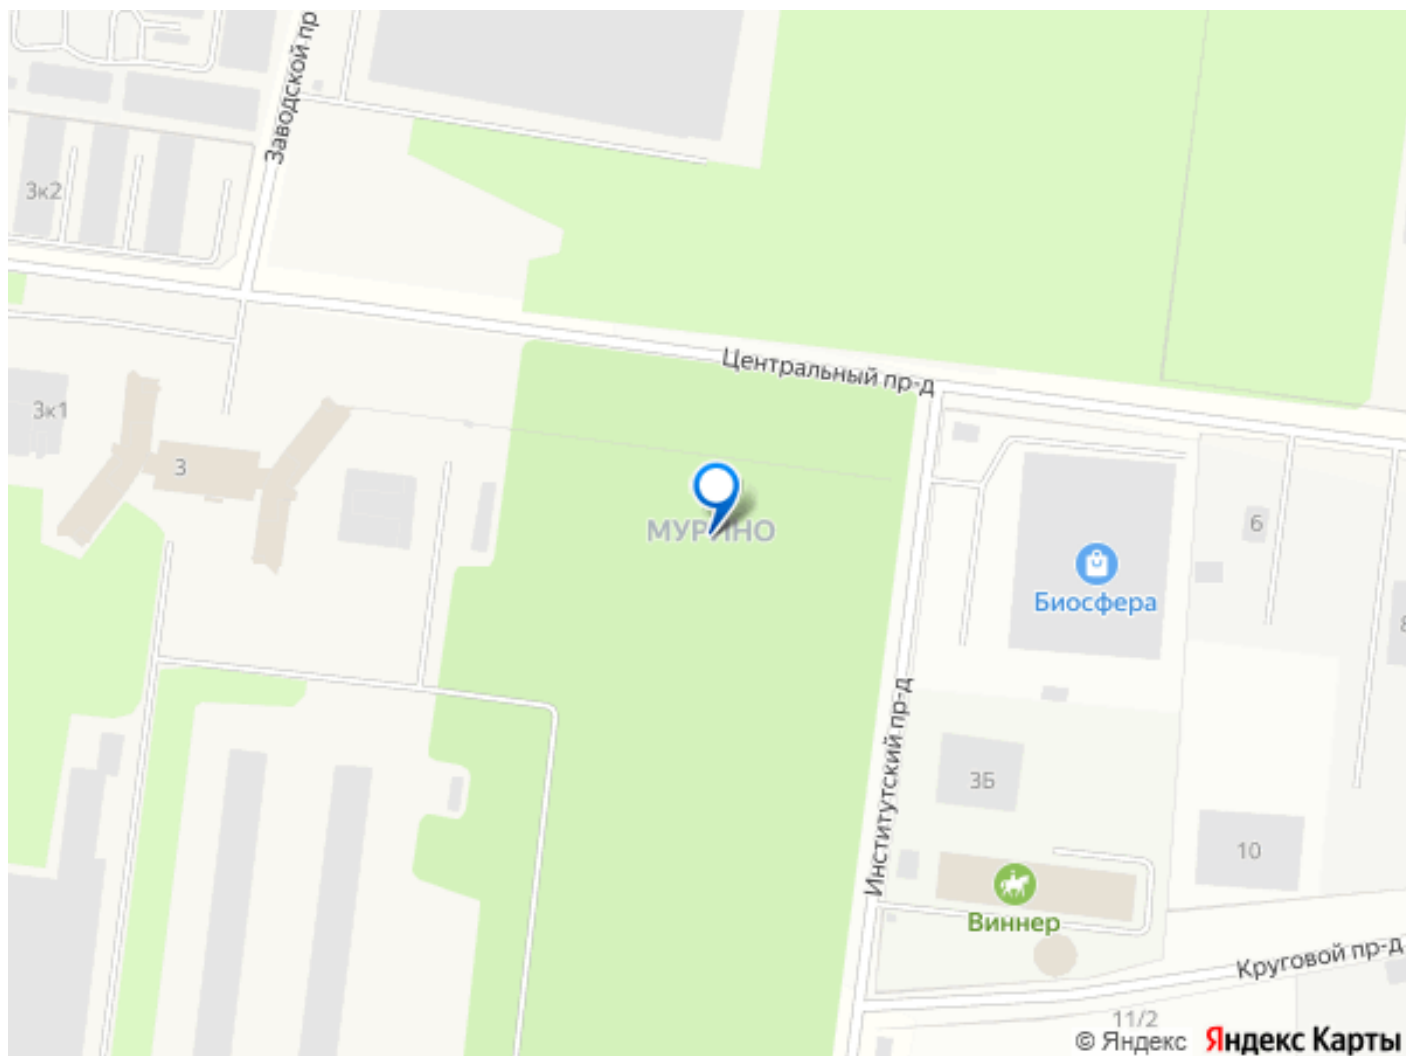 Заводской пр
3к2
Центральный пр-д
3к1
3
МУРИНО
6
Биосфера
Институтский пр-д
3Б
10
Виннер
Круговой пр-д
11/2
© Яндекс Яндекс Карты